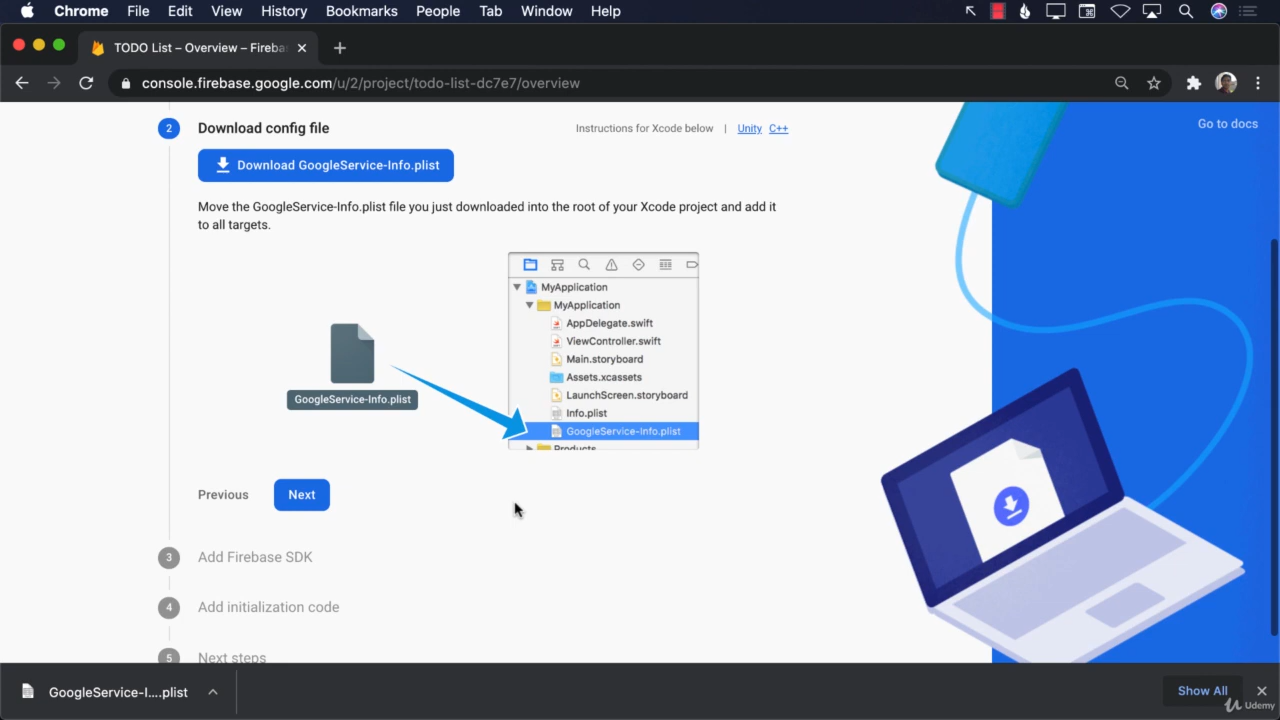 Chrome File Edit View History Bookmarks People Tab Window Help
TODO List – Overview – Fireba
console.firebase.google.com/u/2/project/todo-list-dc7e7/overview
Go to docs
2 Download config file
Instructions for Xcode below | Unity C++
Download GoogleService-Info.plist
Move the GoogleService-Info.plist file you just downloaded into the root of your Xcode project and add it
to all targets.
MyApplication
MyApplication
AppDelegate.swift
ViewController.swift
Main.storyboard
Assets.xcassets
LaunchScreen.storyboard
Info.plist
GoogleService-Info.plist
Products
GoogleService-Info.plist
Previous Next
3 Add Firebase SDK
4 Add initialization code
5 Next steps
GoogleService-I....plist
Show All
Udemy